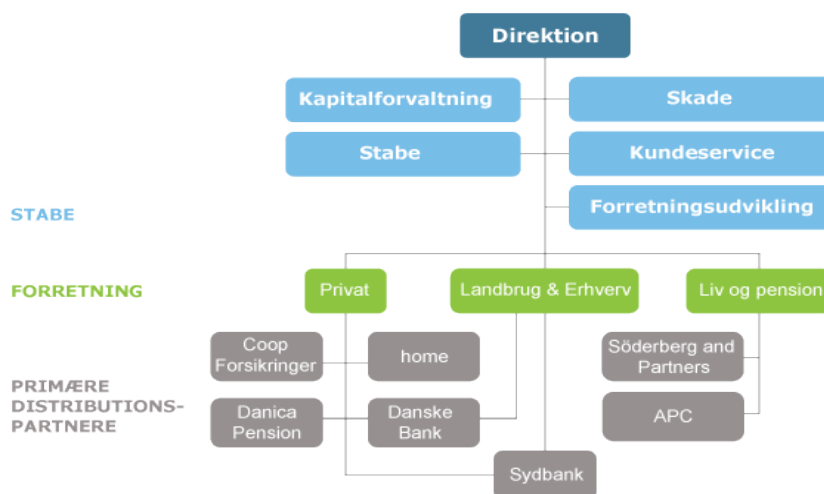 Direktion
Kapitalforvaltning
Skade
Stabe
Kundeservice
Forretningsudvikling
STABE
FORRETNING
Privat
Landbrug & Erhverv
Liv og pension
Coop
Forsikringer
home
Söderberg and
Partners
PRIMÆRE
DISTRIBUTIONS-
PARTNERE
Danica
Pension
Danske
Bank
APC
Sydbank